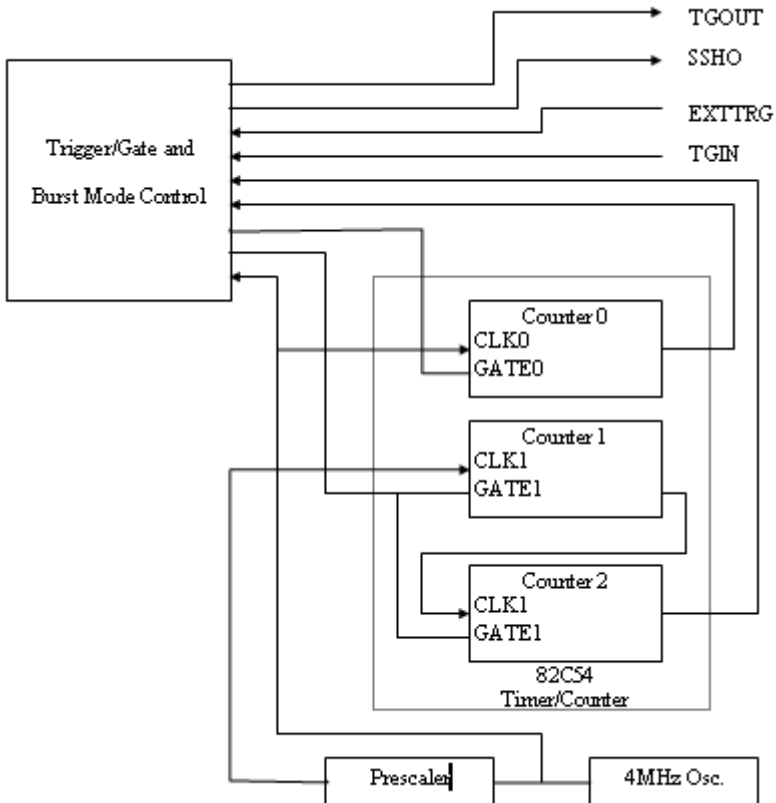 TGOUT
SSHO
EXTTRG
TGIN
Trigger/Gate and
Burst Mode Control
Counter 0
CLK0
GATE0
Counter 1
CLK1
GATE1
Counter 2
CLK1
GATE1
82C54
Timer/Counter
Prescaler
4MHz Osc.